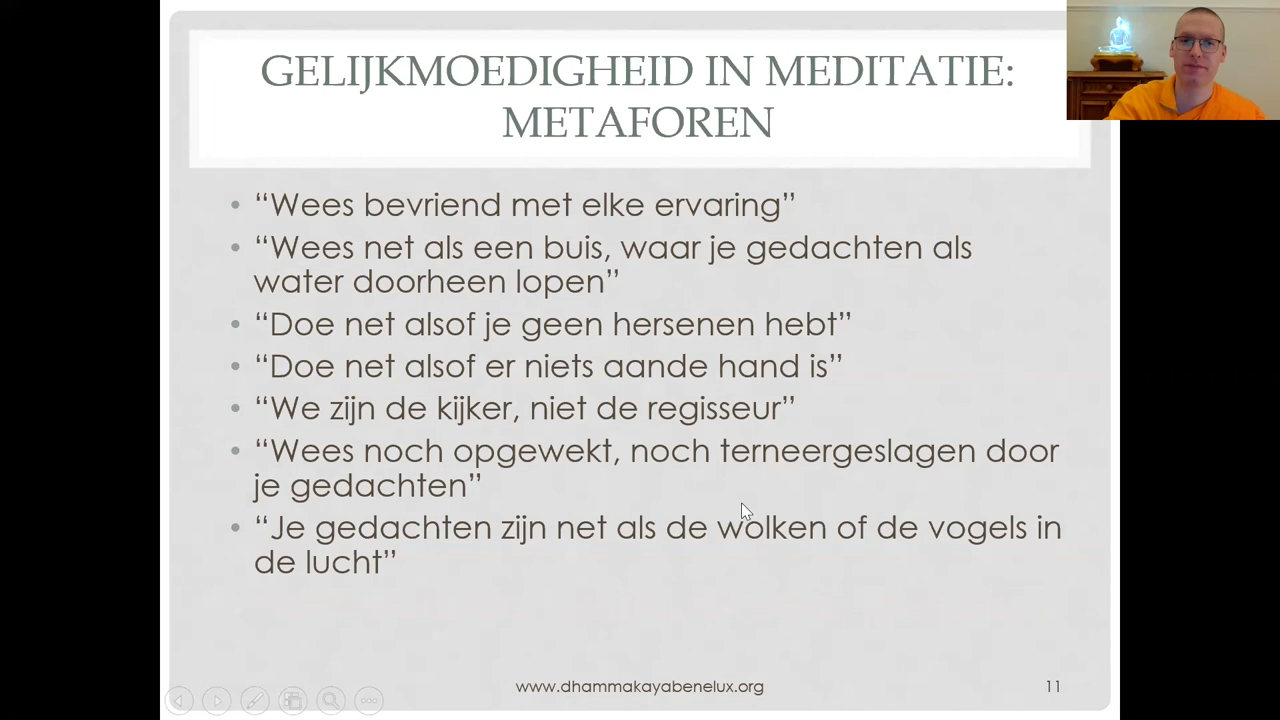 GELIJKMOEDIGHEID IN MEDITATIE:
METAFOREN
• “Wees bevriend met elke ervaring”
• “Wees net als een buis, waar je gedachten als
water doorheen lopen”
• “Doe net alsof je geen hersenen hebt”
• “Doe net alsof er niets aande hand is”
• “We zijn de kijker, niet de regisseur”
• “Wees noch opgewekt, noch terneergeslagen door
je gedachten”
• “Je gedachten zijn net als de wolken of de vogels in
de lucht”
www.dhammakayabenelux.org
11